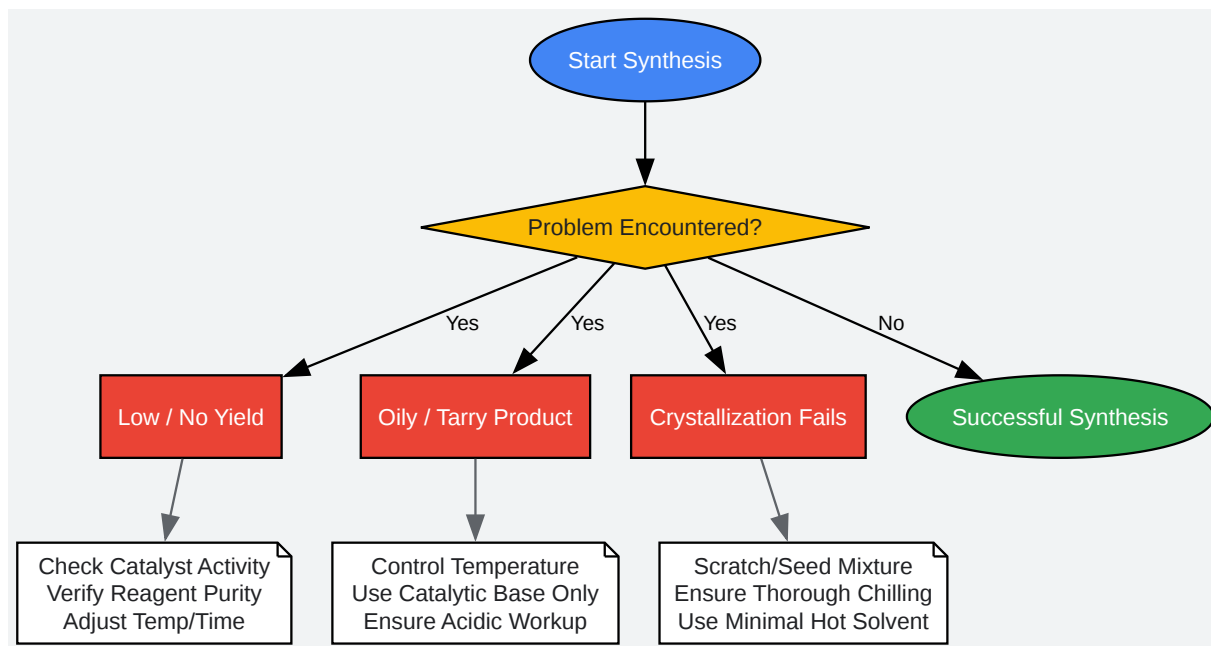 Start Synthesis
Problem Encountered?
Yes
Yes
Yes
No
Low / No Yield
Oily / Tarry Product
Crystallization Fails
Successful Synthesis
Check Catalyst Activity
Verify Reagent Purity
Adjust Temp/Time
Control Temperature
Use Catalytic Base Only
Ensure Acidic Workup
Scratch/Seed Mixture
Ensure Thorough Chilling
Use Minimal Hot Solvent